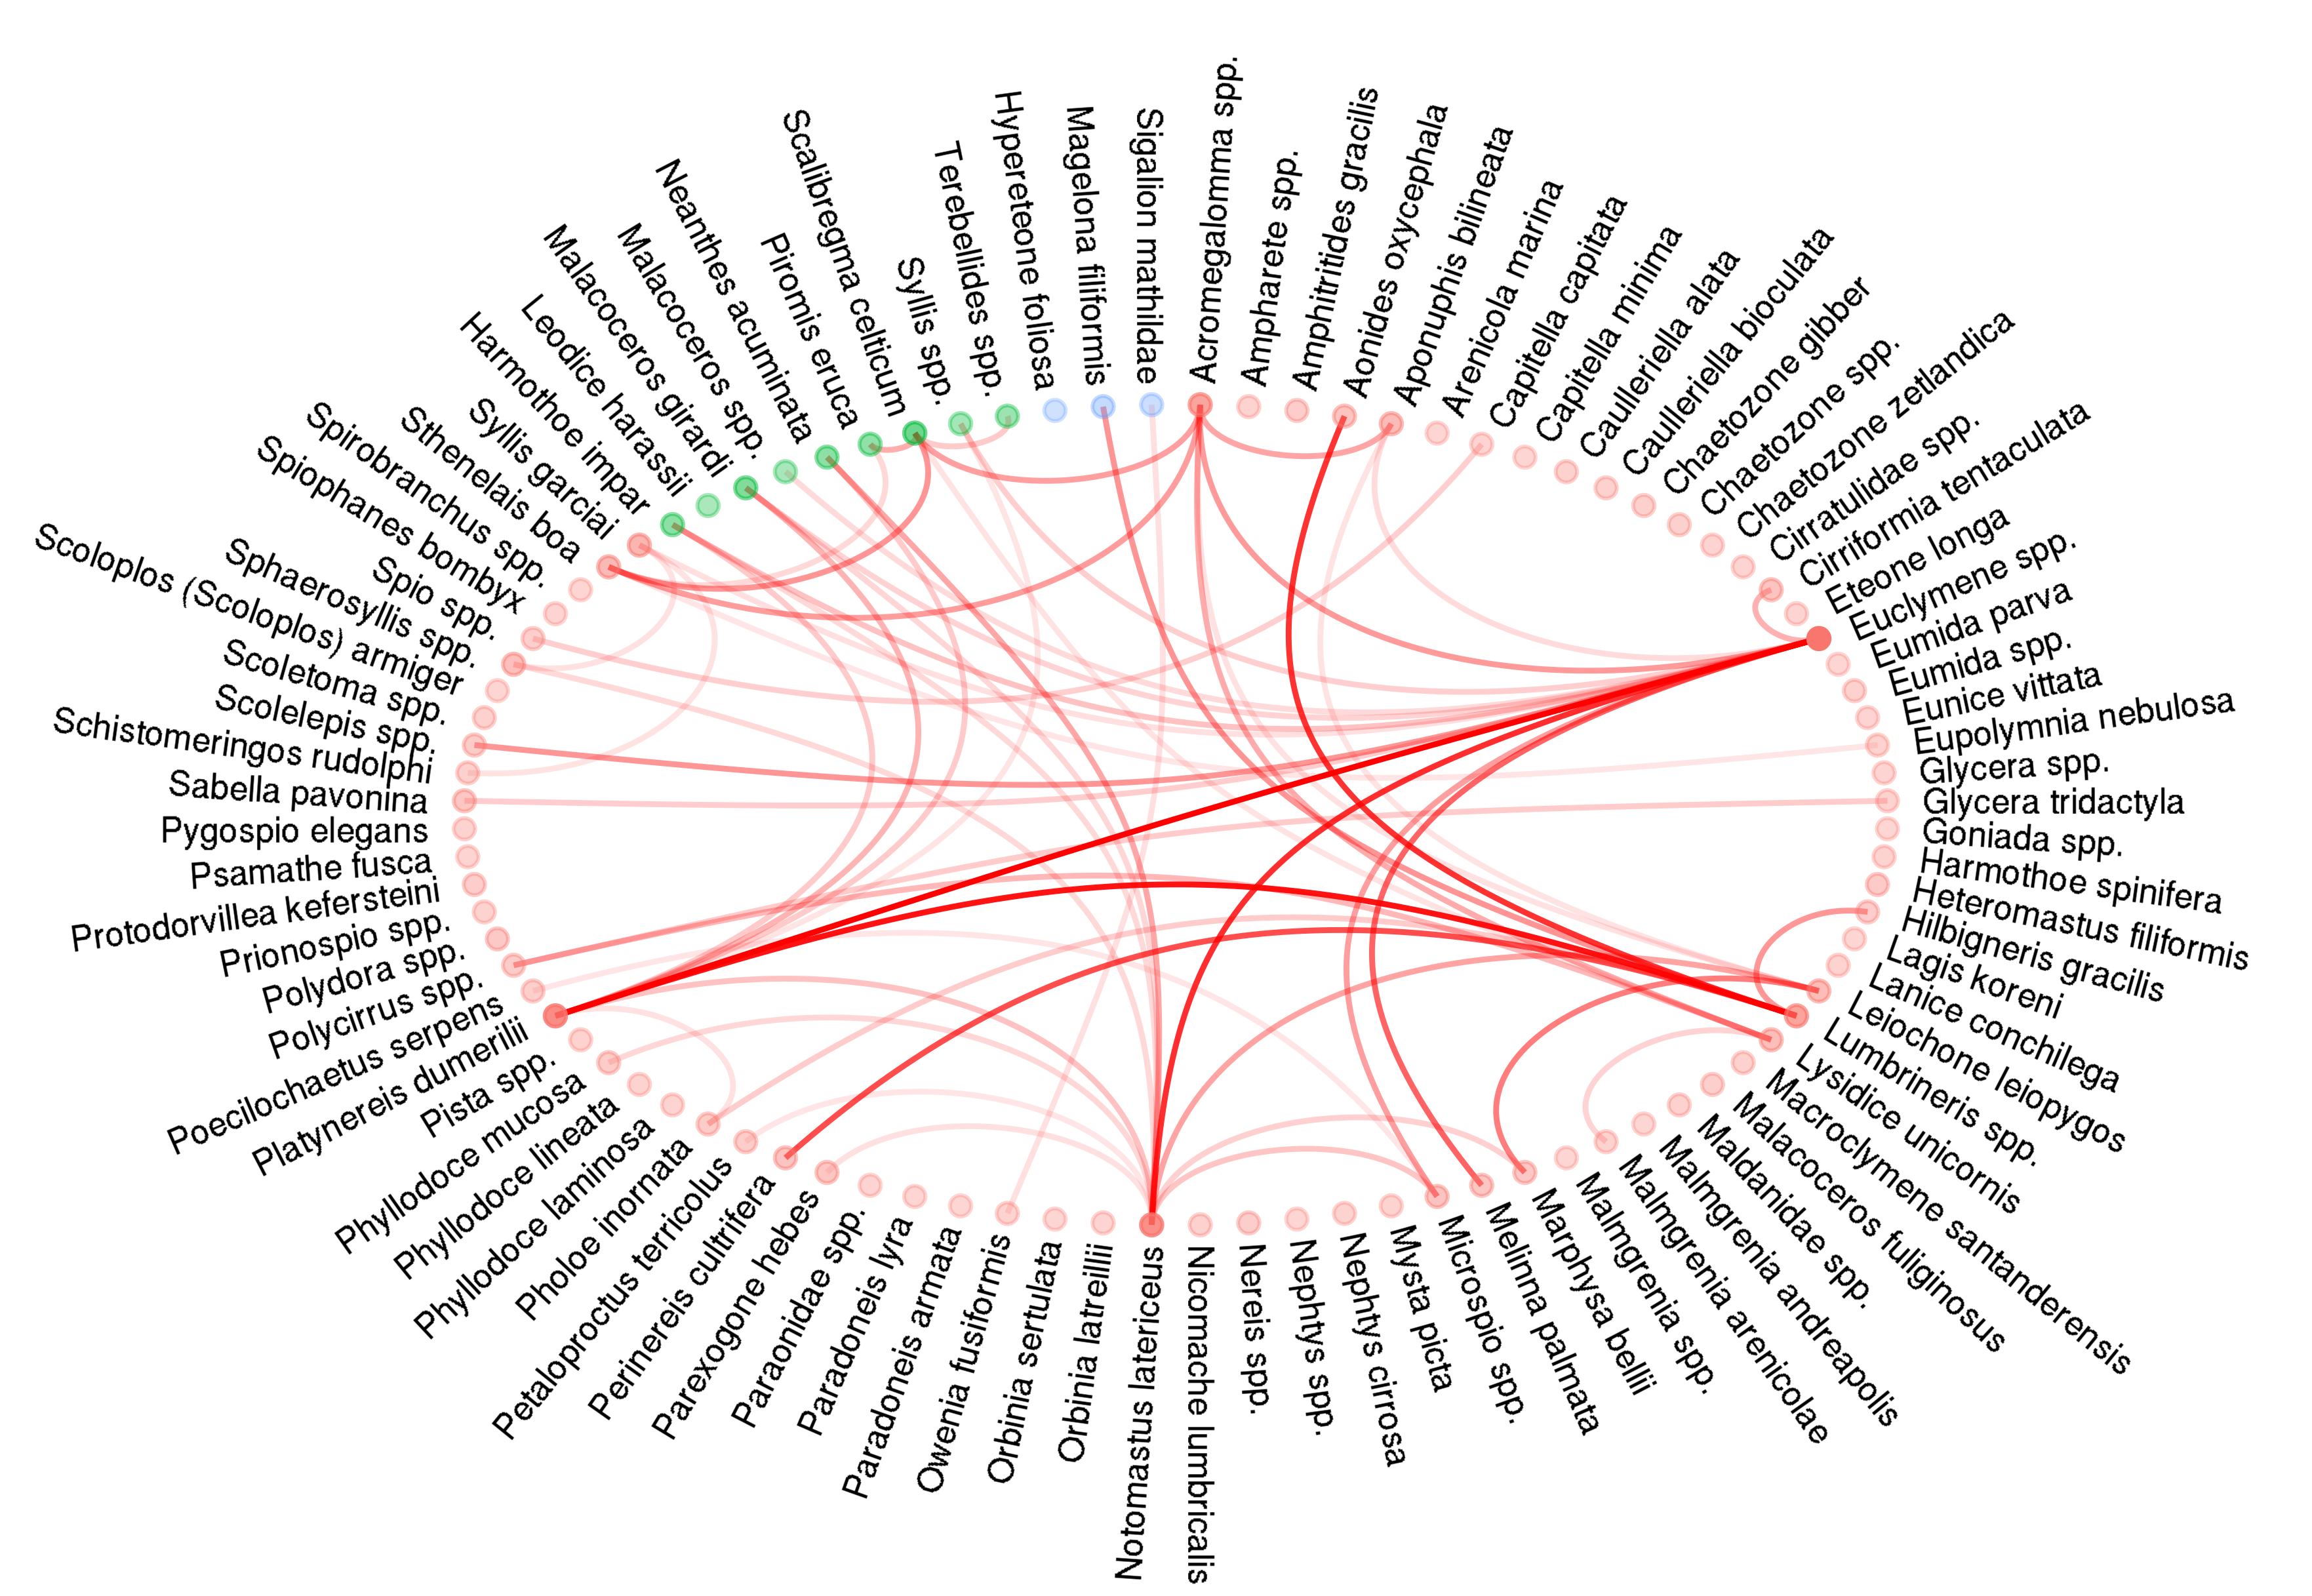 Acromegalomma spp.
Ampharete spp.
Amphitritides gracilis
Aonides oxycephala
Aponuphis bilineata
Arenicola marina
Capitella capitata
Capitella minima
Caulleriella alata
Caulleriella bioculata
Chaetozone gibber
Chaetozone spp.
Chaetozone zetlandica
Cirratulidae spp.
Cirriformia tentaculata
Eteone longa
Euclymene spp.
Eumida parva
Eumida spp.
Eunice vittata
Eupolymnia nebulosa
Glycera spp.
Glycera tridactyla
Goniada spp.
Harmothoe spinifera
Heteromastus filiformis
Hilbigneris gracilis
Lagis koreni
Lanice conchilega
Leiochone leiopygos
Lumbrineris spp.
Lysidice unicornis
Macroclymene santanderensis
Malacoceros fuliginosus
Maldanidae spp.
Malmgrenia andreapolis
Malmgrenia arenicolae
Malmgrenia spp.
Marphysa bellii
Melinna palmata
Microspio spp.
Mysta picta
Nephtys cirrosa
Nephtys spp.
Nereis spp.
Nicomache lumbricalis
Notomastus latericeus
Orbinia latreillii
Orbinia sertulata
Owenia fusiformis
Paradoneis armata
Paradoneis lyra
Paraonidae spp.
Parexogone hebes
Perinereis cultrifera
Petaloproctus terricolus
Pholoe inornata
Phyllodoce laminosa
Phyllodoce lineata
Phyllodoce mucosa
Pista spp.
Platynereis dumerilii
Poecilochaetus serpens
Polycirrus spp.
Polydora spp.
Prionospio spp.
Protodorvillea kefersteini
Psamathe fusca
Pygospio elegans
Sabella pavonina
Schistomeringos rudolphi
Scolelepis spp.
Scoletoma spp.
Scoloplos (Scoloplos) armiger
Sphaerosyllis spp.
Spio spp.
Spiophanes bombyx
Spirobranchus spp.
Sthenelais boa
Syllis garciai
Harmothoe impar
Leodice harassii
Malacoceros girardi
Malacoceros spp.
Neanthes acuminata
Piromis eruca
Scalibregma celticum
Syllis spp.
Terebellides spp.
Hypereteone foliosa
Magelona filiformis
Sigalion mathildae